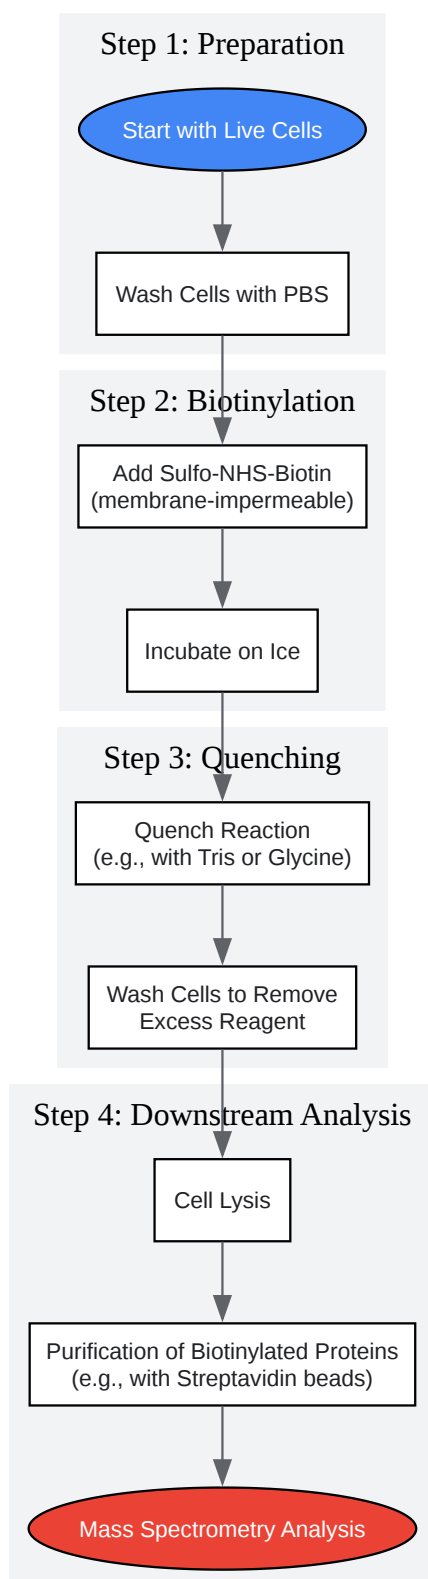 Step 1: Preparation
Start with Live Cells
Wash Cells with PBS
Step 2: Biotinylation
Add Sulfo-NHS-Biotin
(membrane-impermeable)
Incubate on Ice
Step 3: Quenching
Quench Reaction
(e.g., with Tris or Glycine)
Wash Cells to Remove
Excess Reagent
Step 4: Downstream Analysis
Cell Lysis
Purification of Biotinylated Proteins
(e.g., with Streptavidin beads)
Mass Spectrometry Analysis